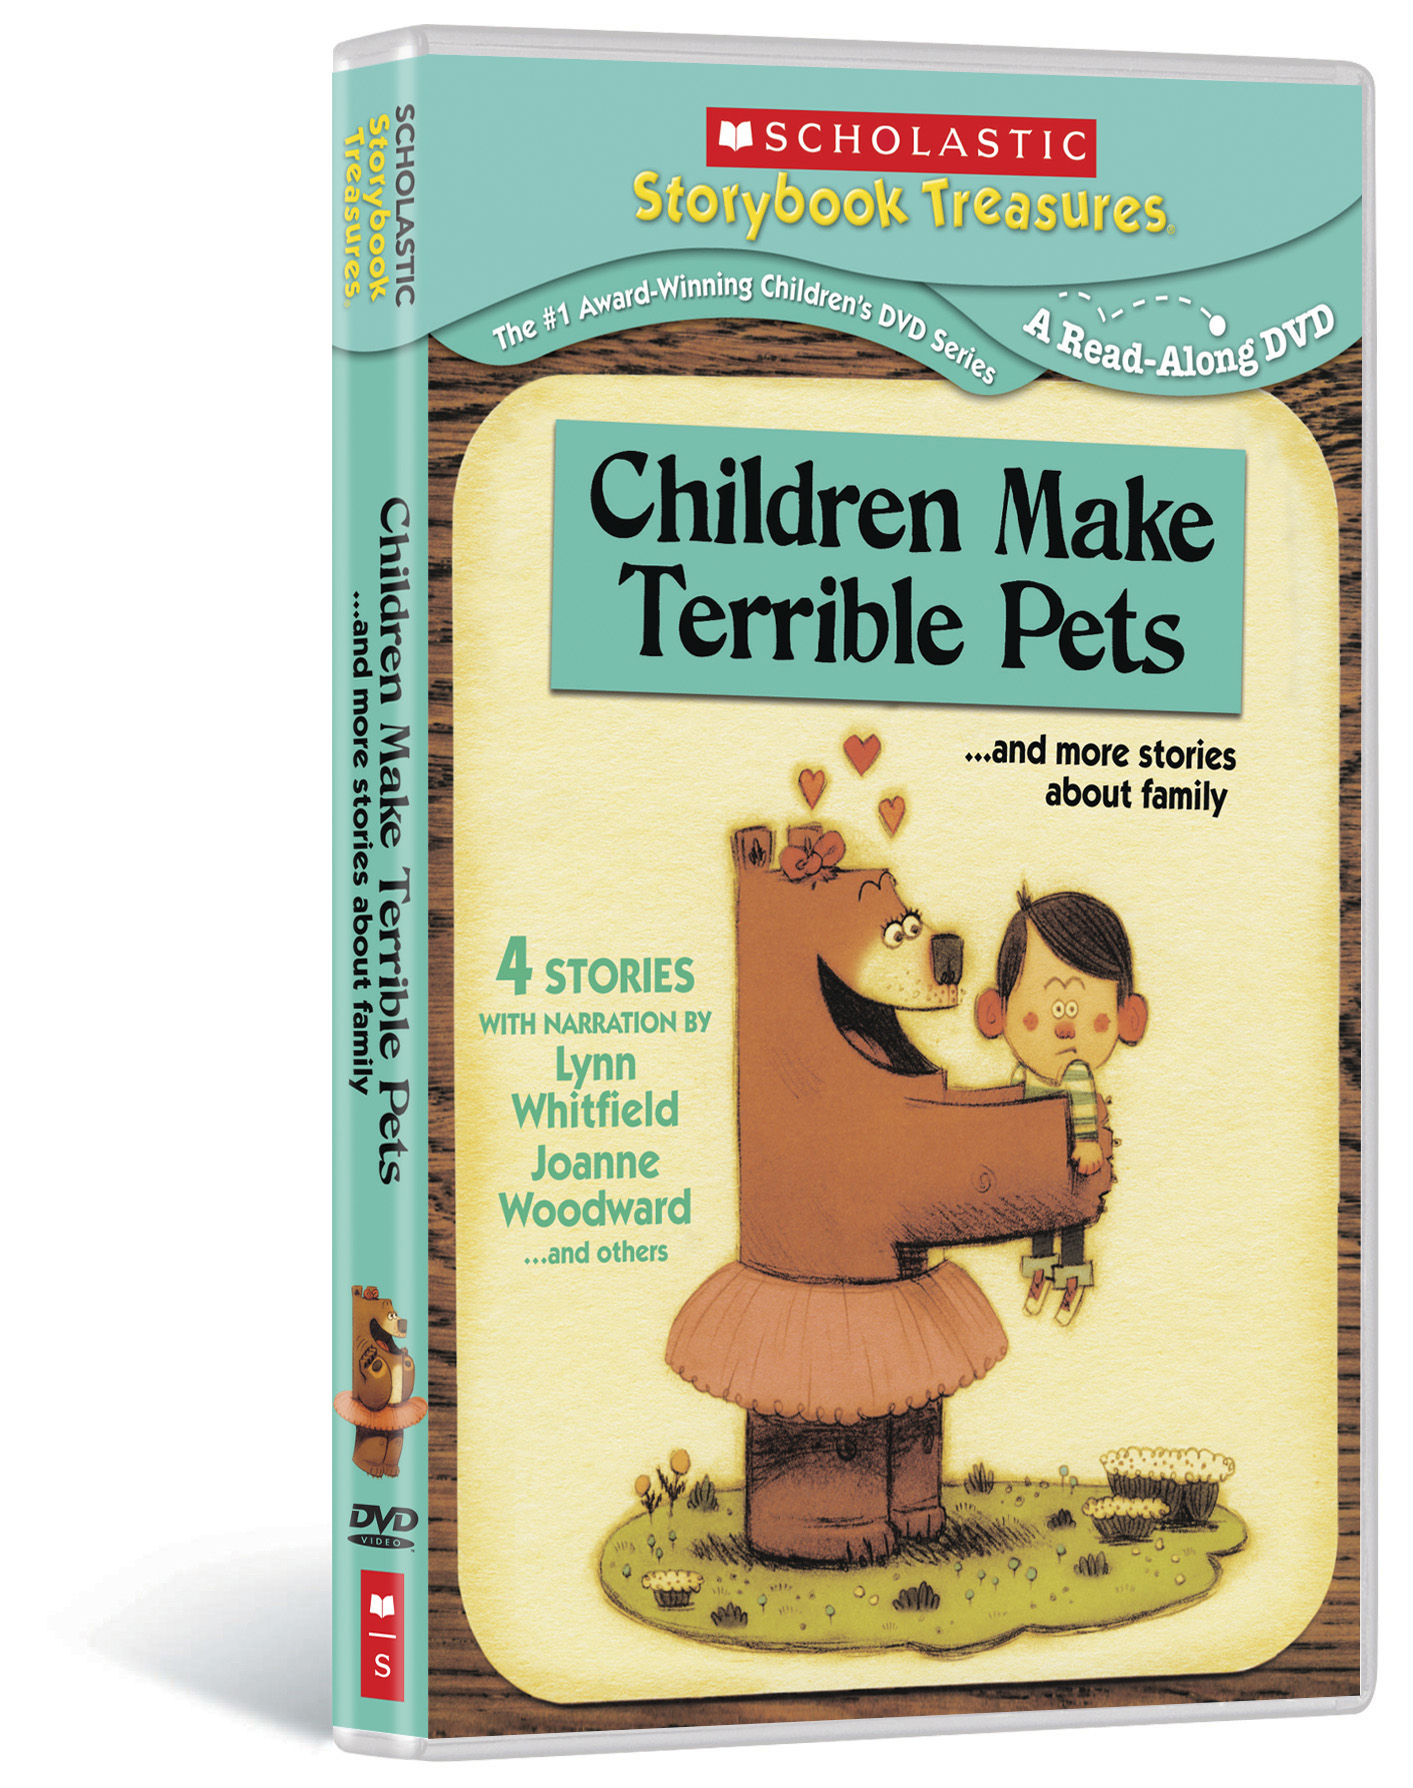 SCHOLASTIC
Storybook Treasures®
The #1 Award-Winning Children's DVD Series
A Read-Along DVD
Children Make
Terrible Pets
...and more stories
about family
4 STORIES
WITH NARRATION BY
Lynn
Whitfield
Joanne
Woodward
...and others
SCHOLASTIC
Storybook
Treasures®
Children Make Terrible Pets
...and more stories about family
DVD
VIDEO
S